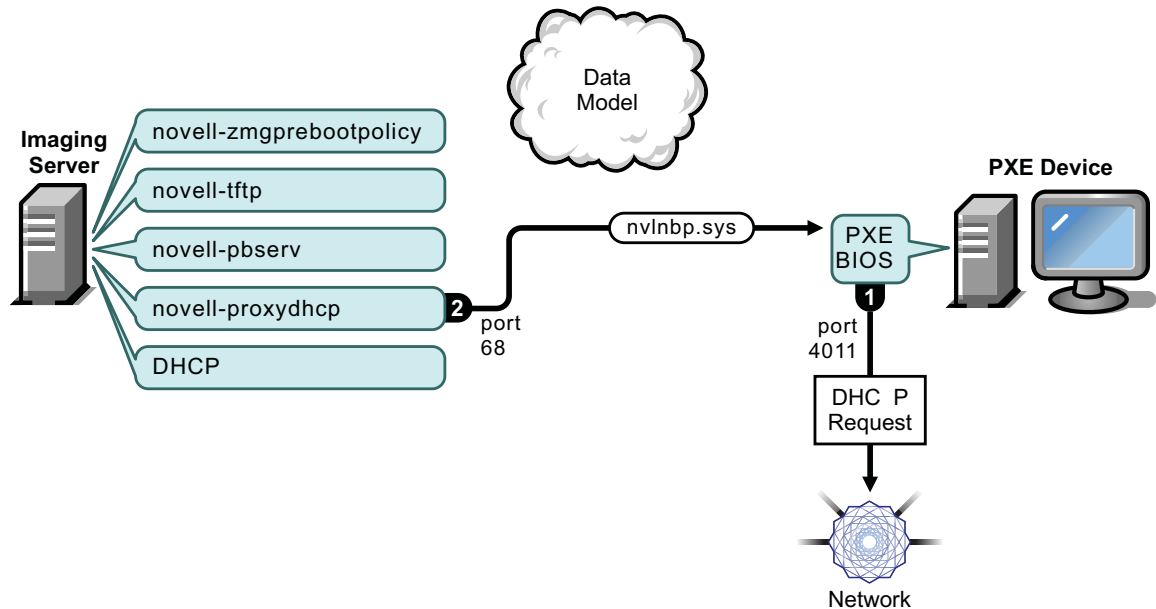 Data
Model
Imaging
Server
novell-zmgprebootpolicy
novell-tftp
novell-pbserv
novell-proxydhcp
DHCP
2
port
68
nvlnbp.sys
PXE Device
PXE
BIOS
1
port
4011
DHC P
Request
Network